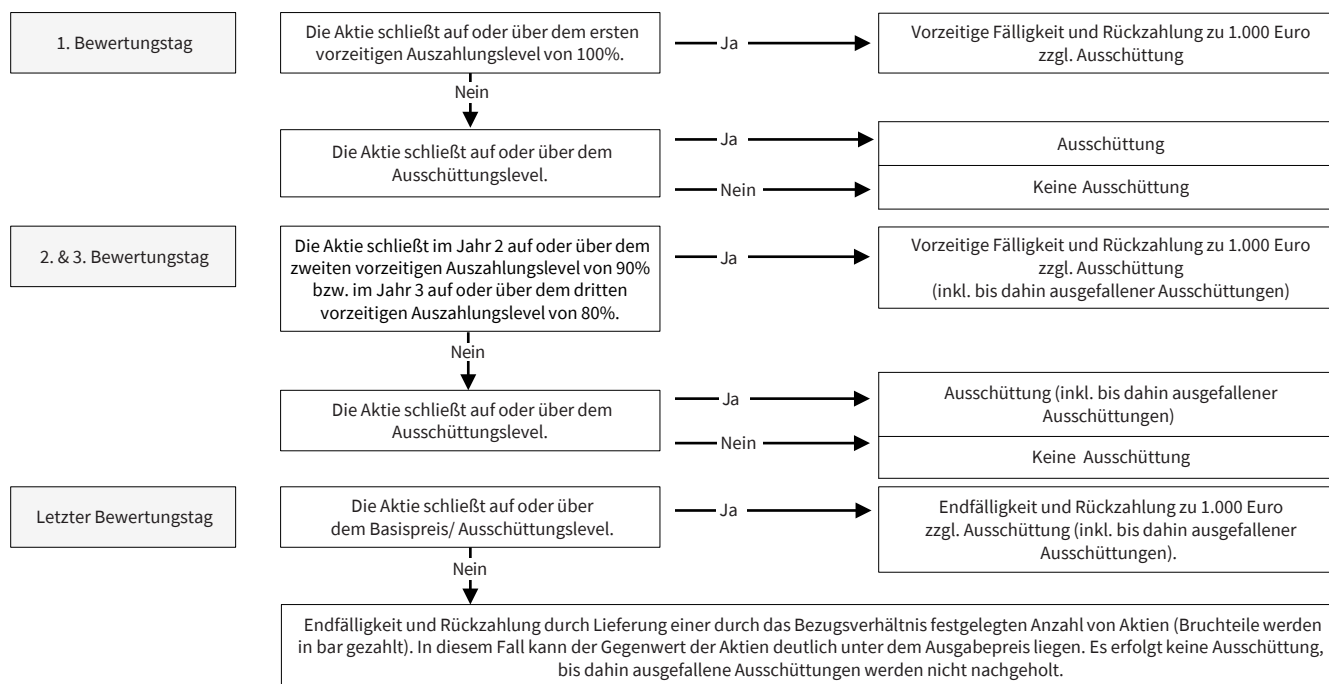 1. Bewertungstag
Die Aktie schließt auf oder über dem ersten
vorzeitigen Auszahlungslevel von 100%.
Ja
Vorzeitige Fälligkeit und Rückzahlung zu 1.000 Euro
zzgl. Ausschüttung
Nein
Die Aktie schließt auf oder über dem
Ausschüttungslevel.
Ja
Ausschüttung
Nein
Keine Ausschüttung
2. & 3. Bewertungstag
Die Aktie schließt im Jahr 2 auf oder über dem
zweiten vorzeitigen Auszahlungslevel von 90%
bzw. im Jahr 3 auf oder über dem dritten
vorzeitigen Auszahlungslevel von 80%.
Ja
Vorzeitige Fälligkeit und Rückzahlung zu 1.000 Euro
zzgl. Ausschüttung
(inkl. bis dahin ausgefallener Ausschüttungen)
Nein
Die Aktie schließt auf oder über dem
Ausschüttungslevel.
Ja
Ausschüttung (inkl. bis dahin ausgefallener
Ausschüttungen)
Nein
Keine Ausschüttung
Letzter Bewertungstag
Die Aktie schließt auf oder über
dem Basispreis/ Ausschüttungslevel.
Ja
Endfälligkeit und Rückzahlung zu 1.000 Euro
zzgl. Ausschüttung (inkl. bis dahin ausgefallener
Ausschüttungen).
Nein
Endfälligkeit und Rückzahlung durch Lieferung einer durch das Bezugsverhältnis festgelegten Anzahl von Aktien (Bruchteile werden
in bar gezahlt). In diesem Fall kann der Gegenwert der Aktien deutlich unter dem Ausgabepreis liegen. Es erfolgt keine Ausschüttung,
bis dahin ausgefallene Ausschüttungen werden nicht nachgeholt.